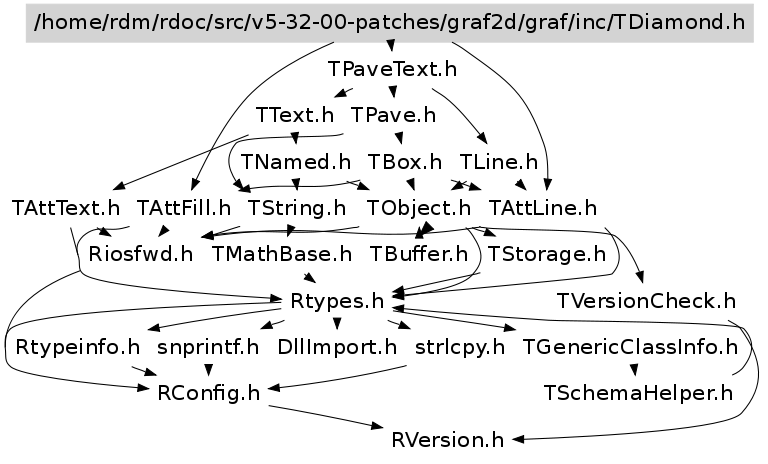 /home/rdm/rdoc/src/v5-32-00-patches/graf2d/graf/inc/TDiamond.h
TPaveText.h
TText.h TPave.h
TNamed.h TBox.h TLine.h
TAttText.h TAttFill.h TString.h TObject.h TAttLine.h
Riosfwd.h TMathBase.h TBuffer.h TStorage.h
Rtypes.h TVersionCheck.h
Rtypeinfo.h snprintf.h DllImport.h strlcpy.h TGenericClassInfo.h
RConfig.h TSchemaHelper.h
RVersion.h